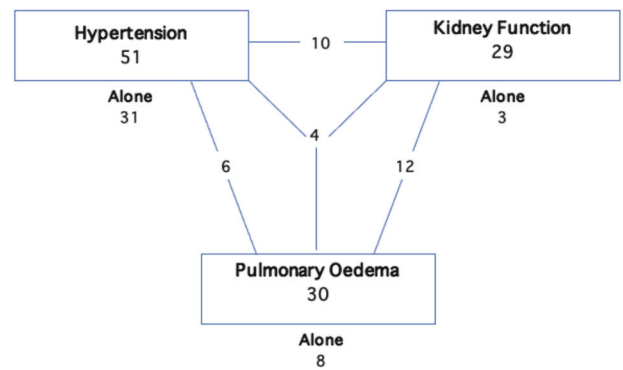 Hypertension
51
10
Kidney Function
29
Alone
31
Alone
3
4
6
12
Pulmonary Oedema
30
Alone
8